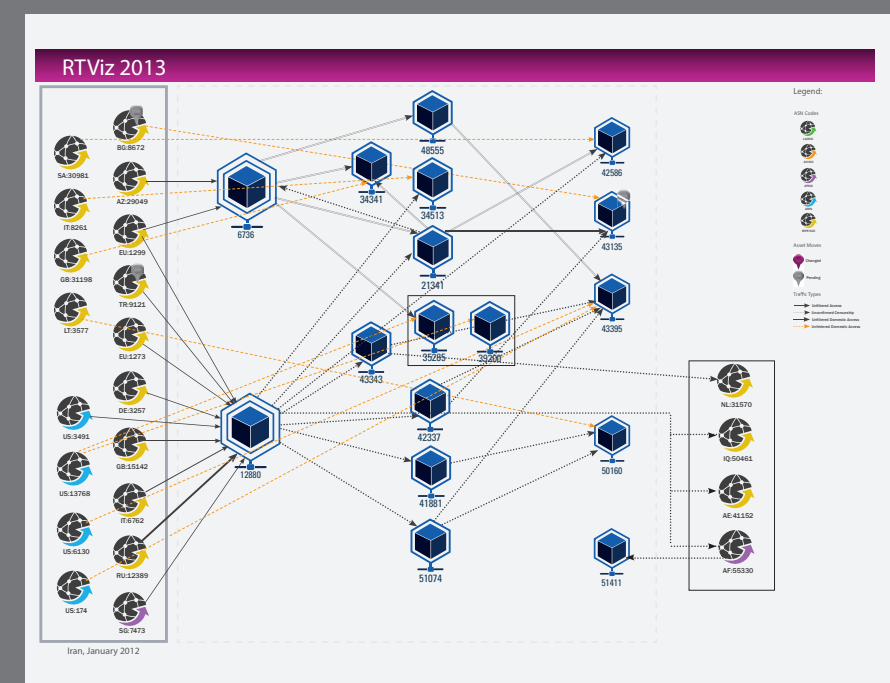 RTViz 2013
Legend:
ASN Codes
BG:8672
SA:30981
AZ:29049
IT:8261
EU:1299
GB:31198
TR:9121
LT:3577
EU:1273
DE:3257
US:3491
GB:15142
US:13768
IT:6762
US:6130
RU:12389
US:174
SG:7473
6736
12880
48555
34341
34513
21341
35285
39200
43343
42337
41881
51074
42586
43135
43395
50160
51411
NL:31570
IQ:50461
AE:41152
AF:55330
Asset Moves
Changed
Pending
Traffic Types
Unfiltered Access
Unconfirmed Censorship
Unfiltered Domestic Access
Unfettered Domestic Access
Iran, January 2012